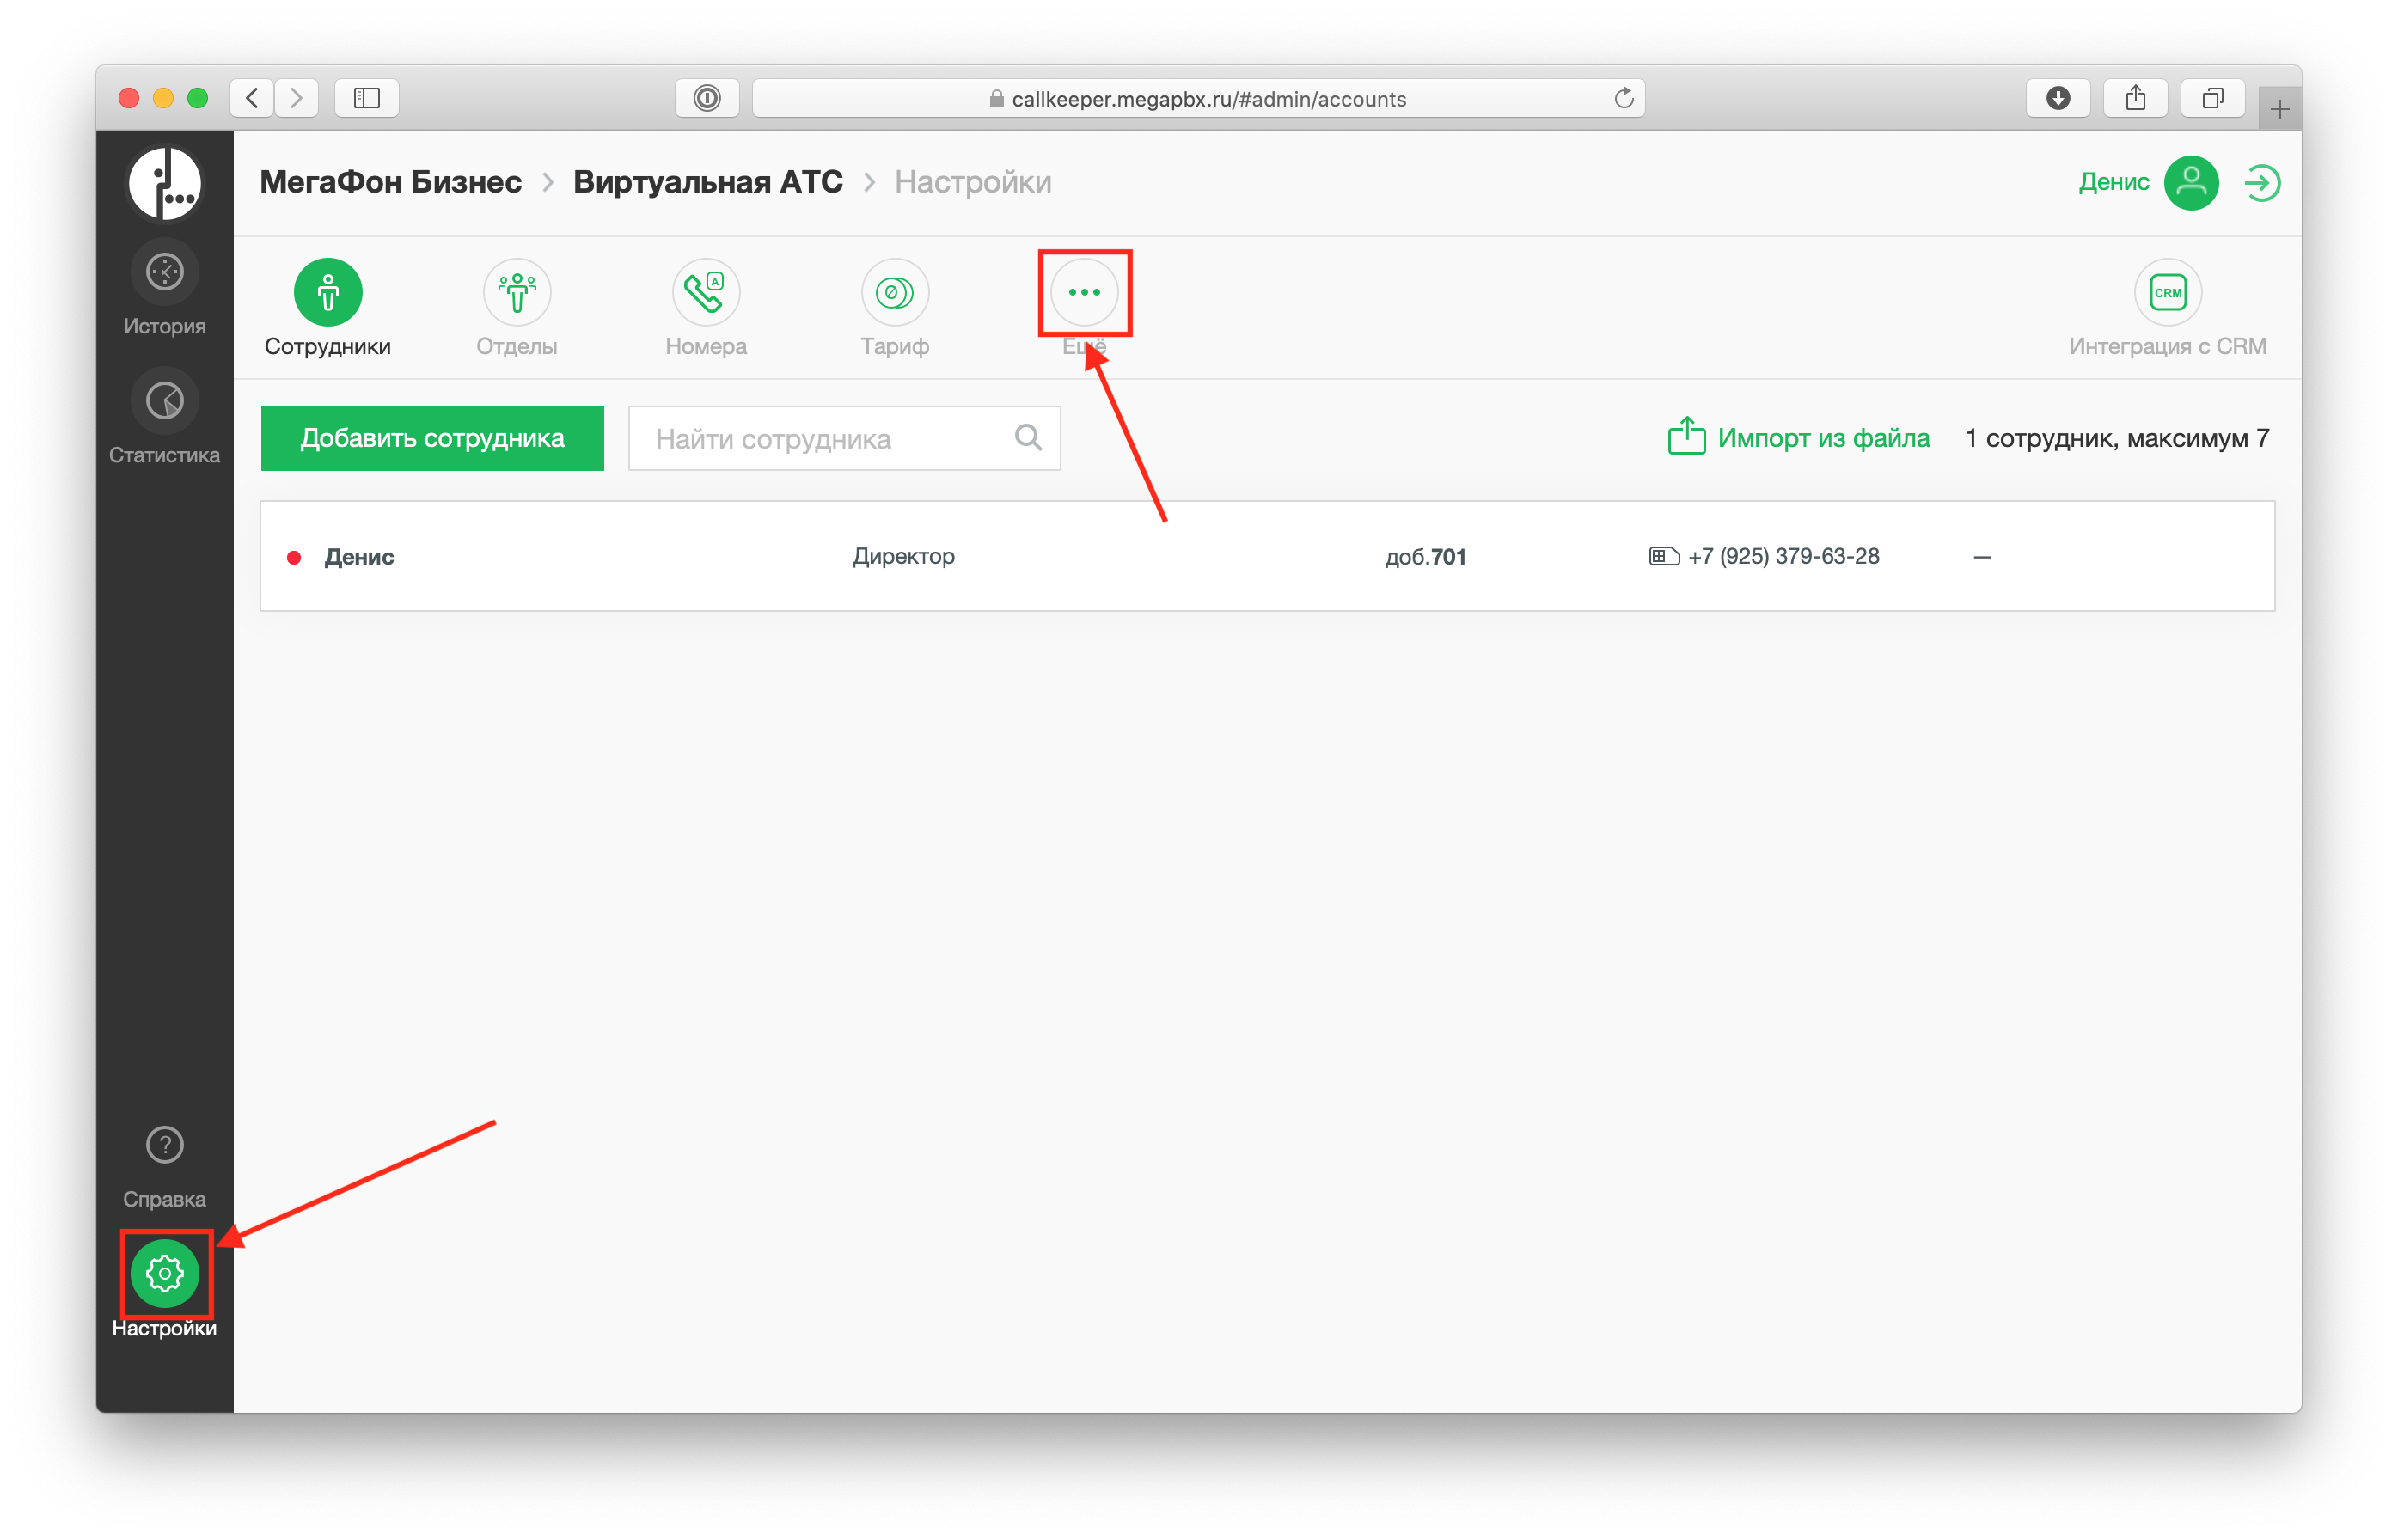 callkeeper.megapbx.ru/#admin/accounts
МегаФон Бизнес > Виртуальная АТС > Настройки
Денис
История
Статистика
Сотрудники
Отделы
A
Номера
Тариф
Ещё
CRM
Интеграция с CRM
Добавить сотрудника
Найти сотрудника
Импорт из файла
1 сотрудник, максимум 7
Денис Директор доб.701 +7 (925) 379-63-28 —
?
Справка
Настройки